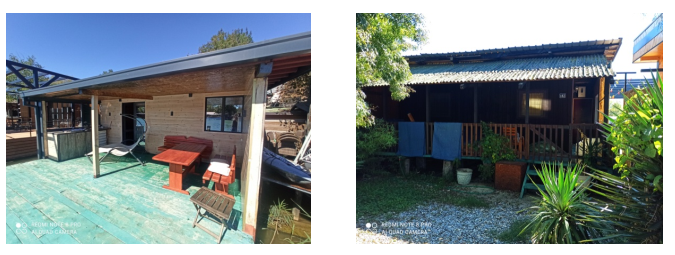 REDMI NOTE 8 PRO
AI QUAD CAMERA
REDMI NOTE 8 PRO
AI QUAD CAMERA